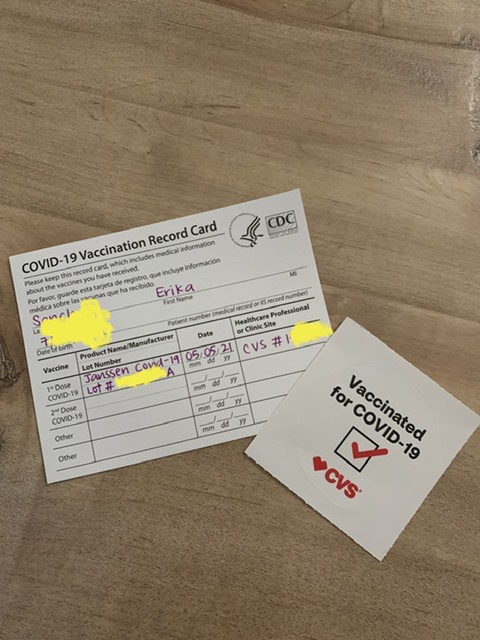 COVID-19 Vaccination Record Card
CDC
Please keep this record card, which includes medical information
about the vaccines you have received.
Por favor, guarde esta tarjeta de registro, que incluye información
médica sobre las vacunas que ha recibido.
Erika
First Name
MI
Date of birth
Patient number (medical record or IIS record number)
Vaccine
Product Name/Manufacturer
Lot Number
Date
Healthcare Professional
or Clinic Site
1st Dose
COVID-19
Janssen Covid-19
Lot # A
05/05/21
mm dd yy
CVS #1
2nd Dose
COVID-19
mm dd yy
Other
mm dd yy
Other
mm dd yy
Vaccinated
for COVID-19
CVS